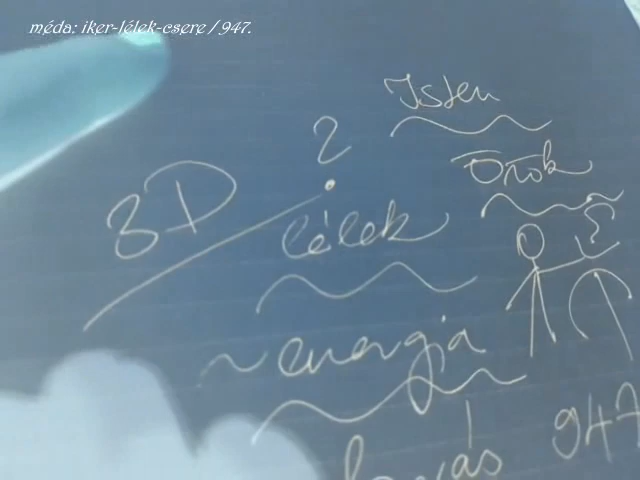 méda: iker-lélek-csere / 947.
Isten
?
Örök
3D
lélek
~energia
947